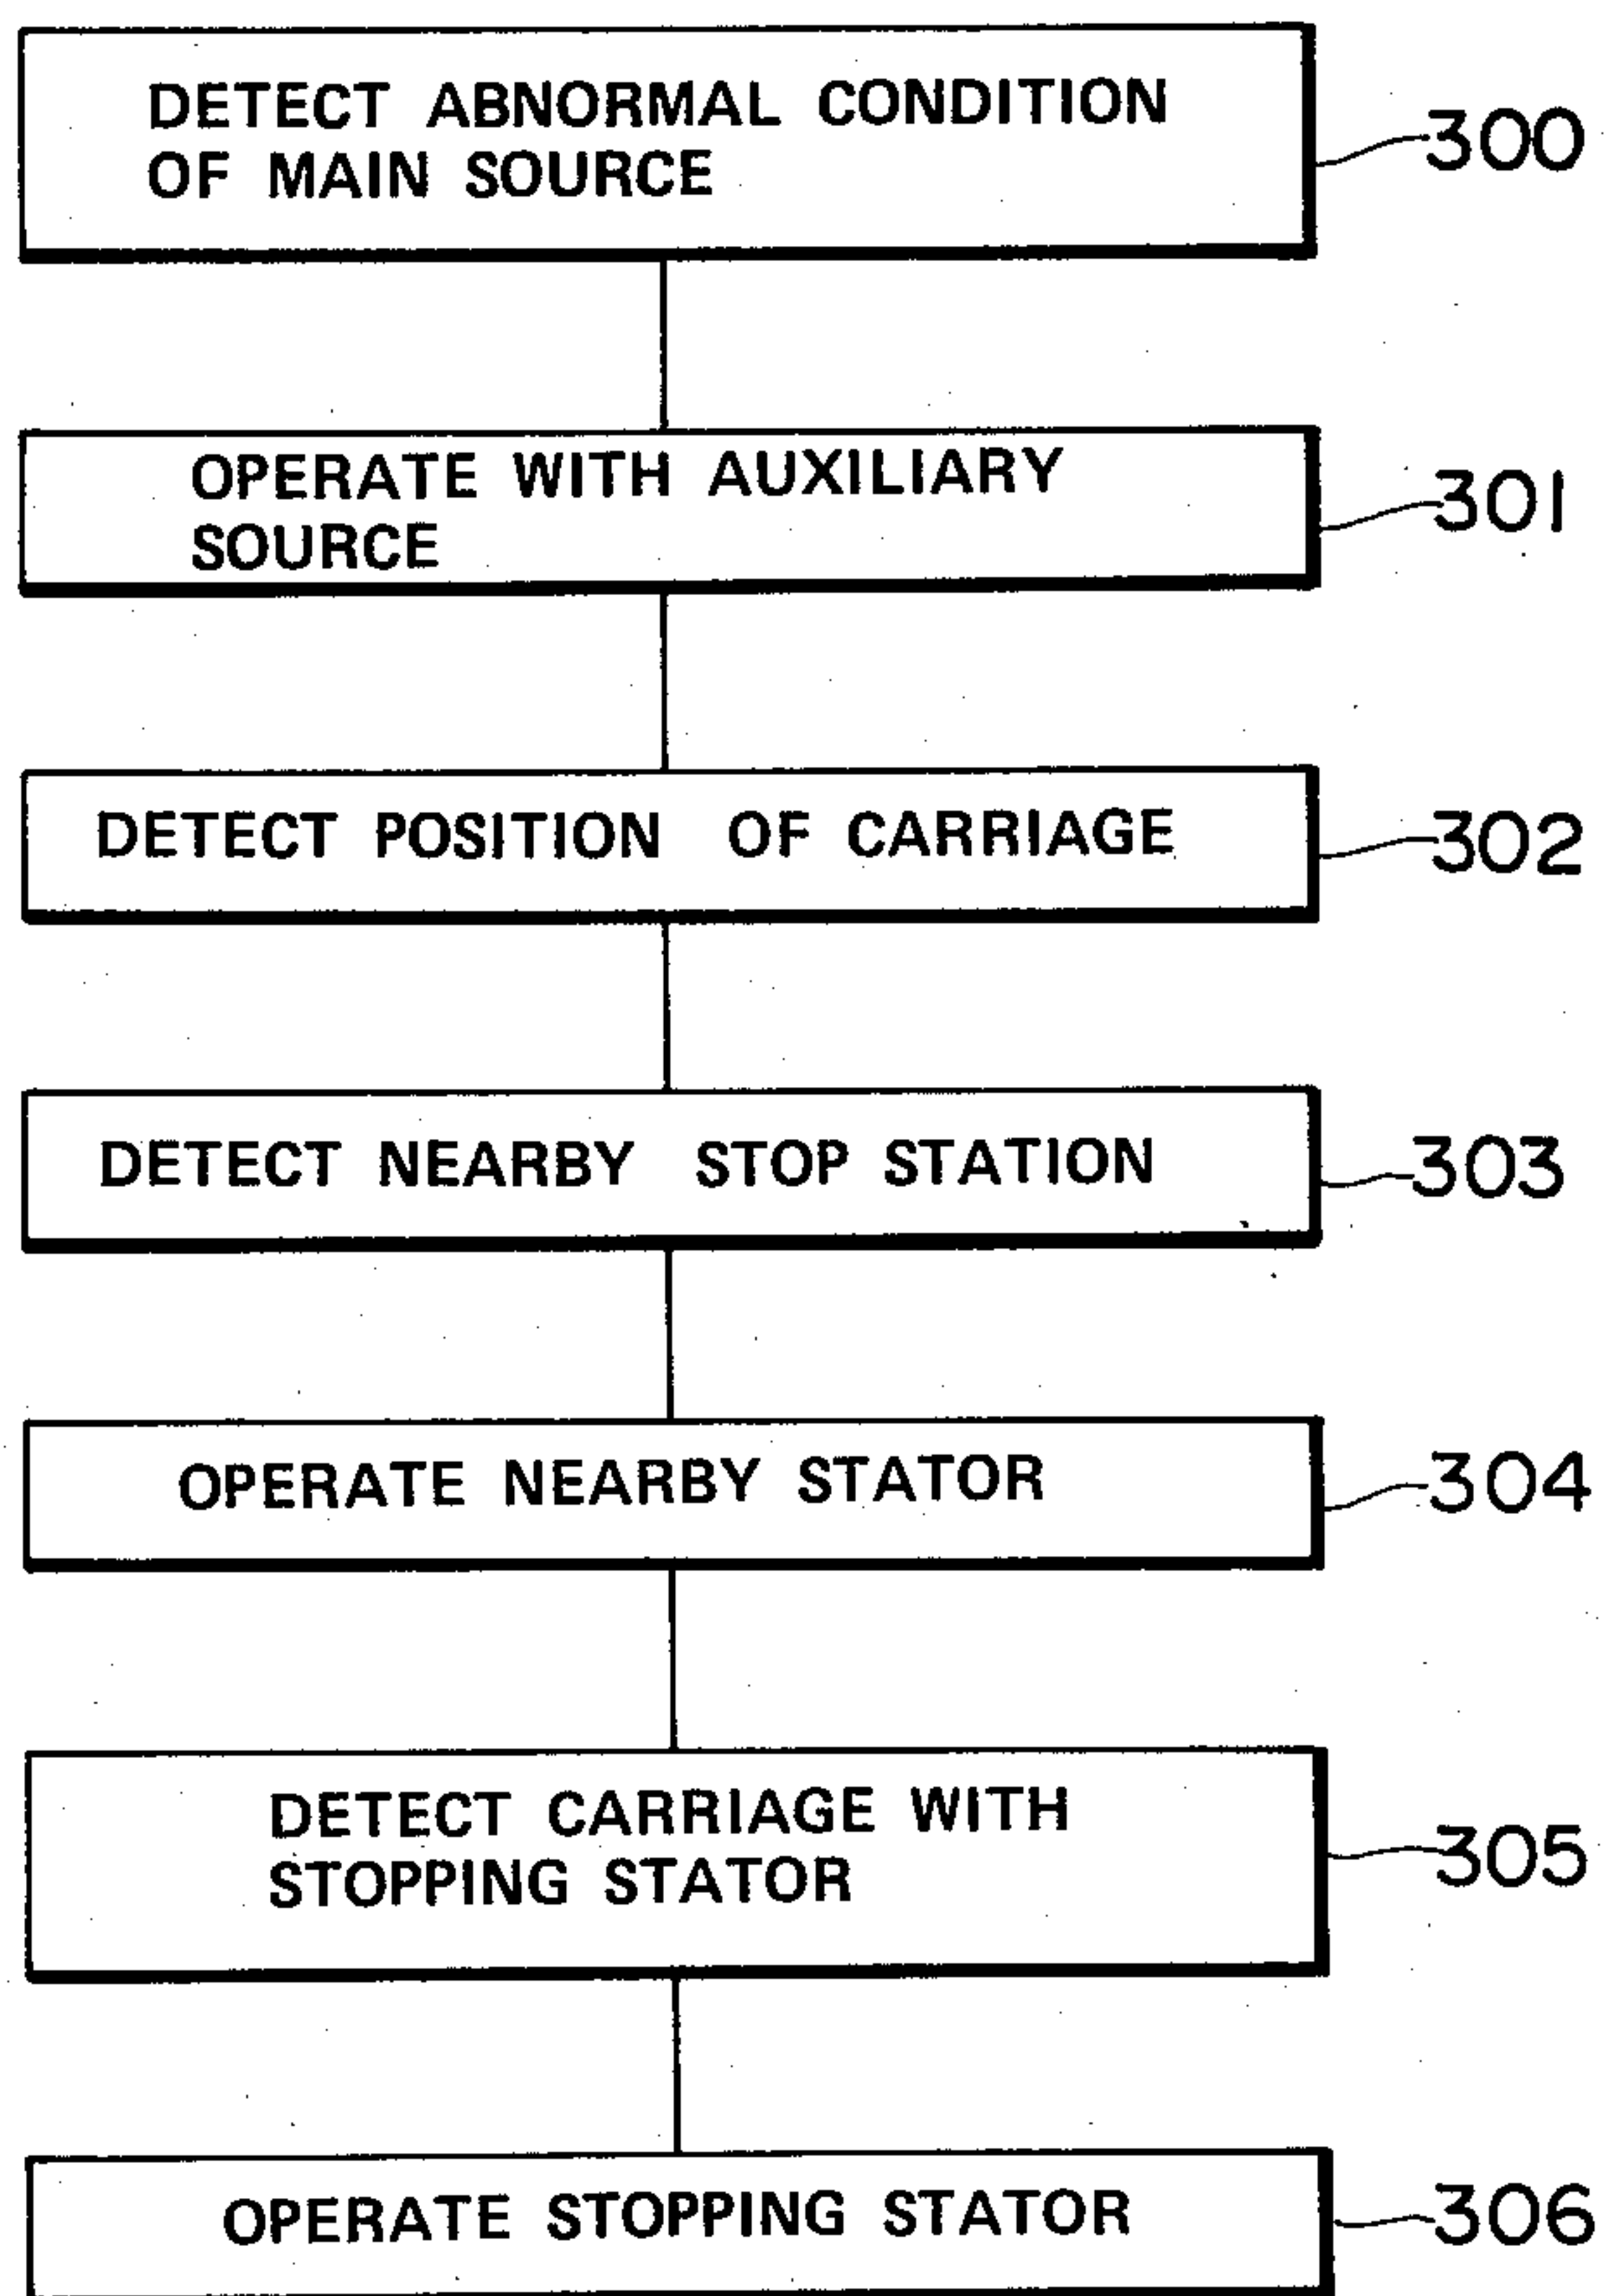 DETECT ABNORMAL CONDITION
OF MAIN SOURCE
300
OPERATE WITH AUXILIARY
SOURCE
301
DETECT POSITION OF CARRIAGE
302
DETECT NEARBY STOP STATION
303
OPERATE NEARBY STATOR
304
DETECT CARRIAGE WITH
STOPPING STATOR
305
OPERATE STOPPING STATOR
306